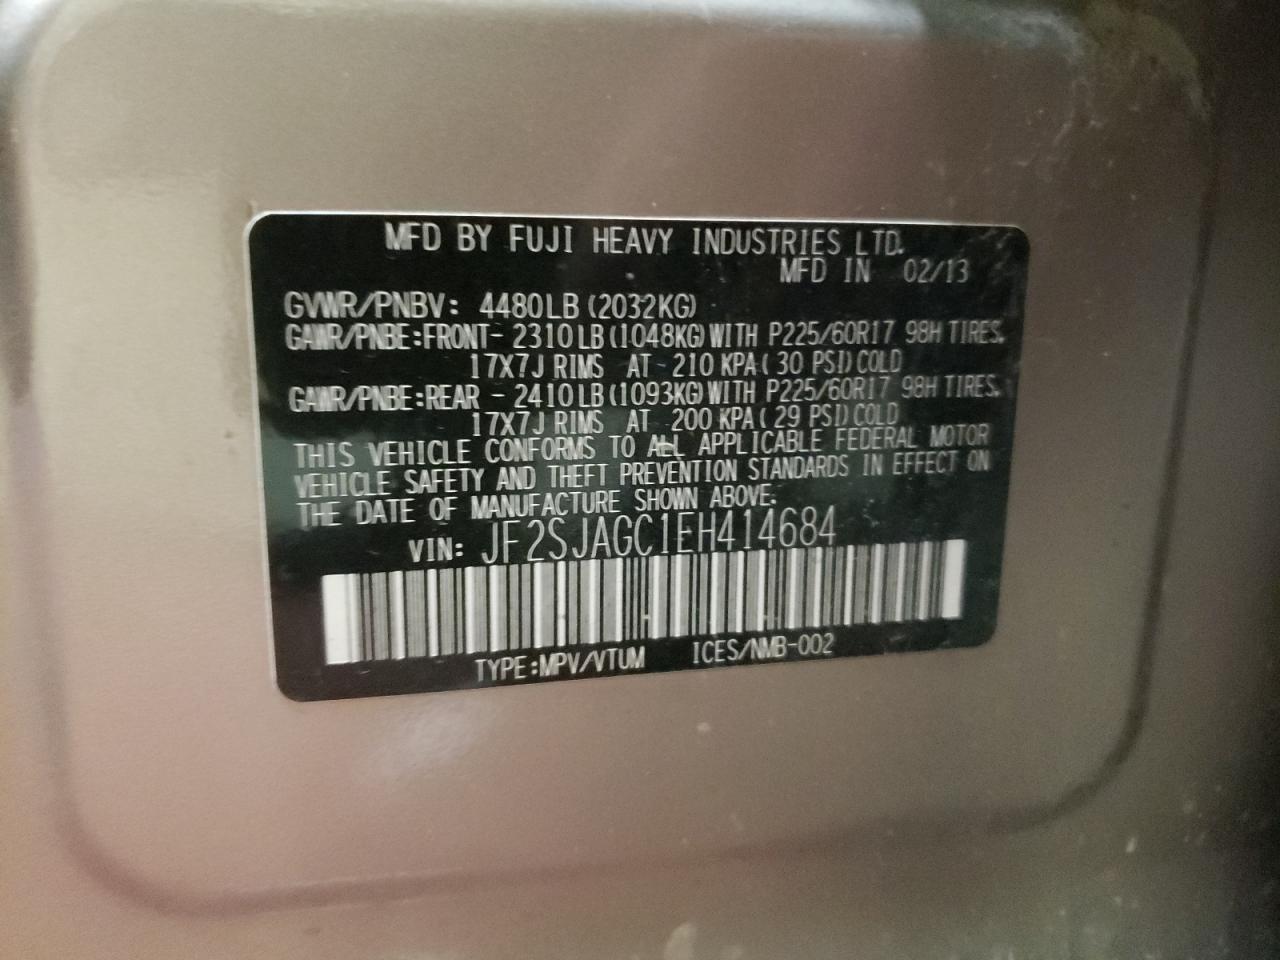 MFD BY FUJI HEAVY INDUSTRIES LTD.
MFD IN 02/13
GVWR/PNBV: 4480LB (2032KG)
GAWR/PNBE:FRONT- 2310LB(1048KG)WITH P225/60R17 98H TIRES.
17X7J RIMS AT 210 KPA( 30 PSI)COLD
GAWR/PNBE:REAR - 2410LB(1093KG)WITH P225/60R17 98H TIRES.
17X7J RIMS AT 200 KPA( 29 PSI)COLD
THIS VEHICLE CONFORMS TO ALL APPLICABLE FEDERAL MOTOR
VEHICLE SAFETY AND THEFT PREVENTION STANDARDS IN EFFECT ON
THE DATE OF MANUFACTURE SHOWN ABOVE.
VIN: JF2SJAGC1EH414684
TYPE:MPV/VTUM ICES/NMB-002